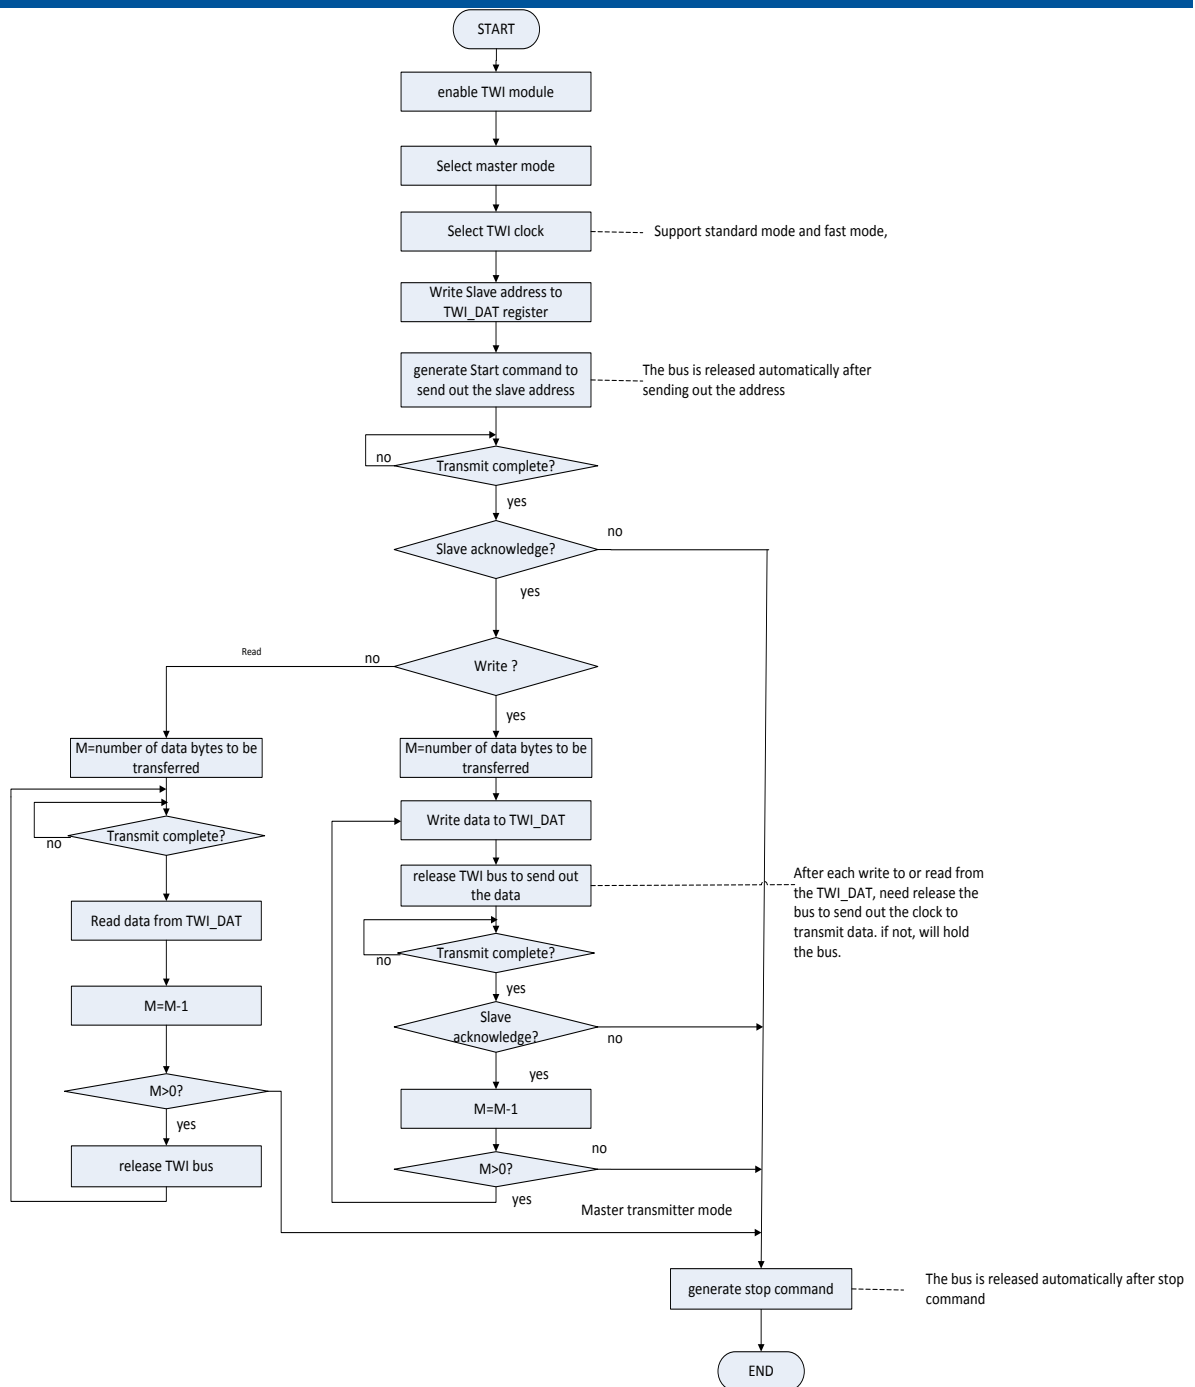 START
enable TWI module
Select master mode
Select TWI clock
Support standard mode and fast mode,
Write Slave address to
TWI_DAT register
generate Start command to
send out the slave address
The bus is released automatically after
sending out the address
no
Transmit complete?
yes
no
Slave acknowledge?
yes
Read
no
Write ?
yes
M=number of data bytes to be
transferred
M=number of data bytes to be
transferred
Write data to TWI_DAT
Transmit complete?
no
release TWI bus to send out
the data
After each write to or read from
the TWI_DAT, need release the
bus to send out the clock to
transmit data. if not, will hold
the bus.
Read data from TWI_DAT
Transmit complete?
no
yes
M=M-1
Slave
acknowledge?
no
yes
M>0?
yes
M=M-1
no
release TWI bus
M>0?
yes
Master transmitter mode
generate stop command
The bus is released automatically after stop
command
END